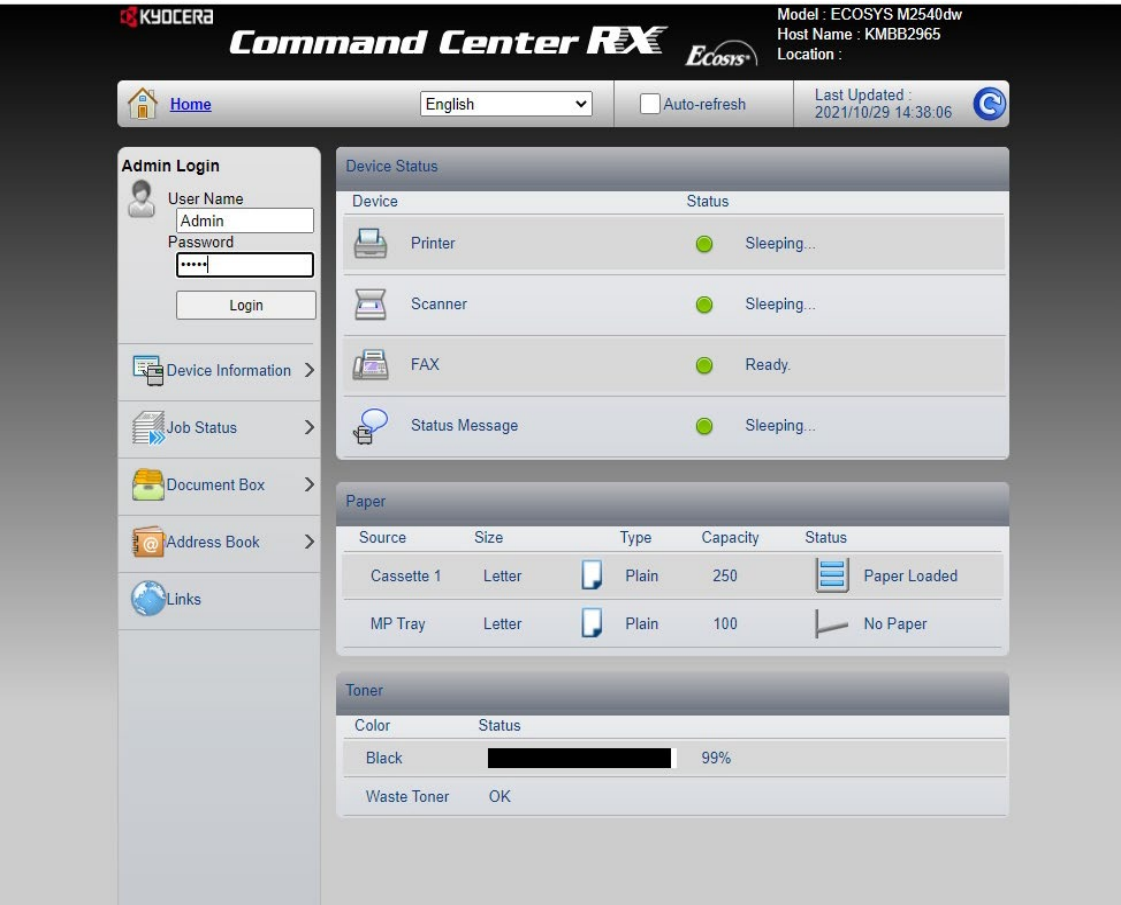 KYOCERA
Command Center RX
Ecosys
Model : ECOSYS M2540dw
Host Name : KMBB2965
Location :
Home
English
Auto-refresh
Last Updated :
2021/10/29 14:38:06
Admin Login
User Name
Admin
Password
•••••
Login
Device Information
Job Status
Document Box
Address Book
Links
Device Status
Device Status
Printer Sleeping...
Scanner Sleeping...
FAX Ready.
Status Message Sleeping...
Paper
Source Size Type Capacity Status
Cassette 1 Letter Plain 250 Paper Loaded
MP Tray Letter Plain 100 No Paper
Toner
Color Status
Black 99%
Waste Toner OK